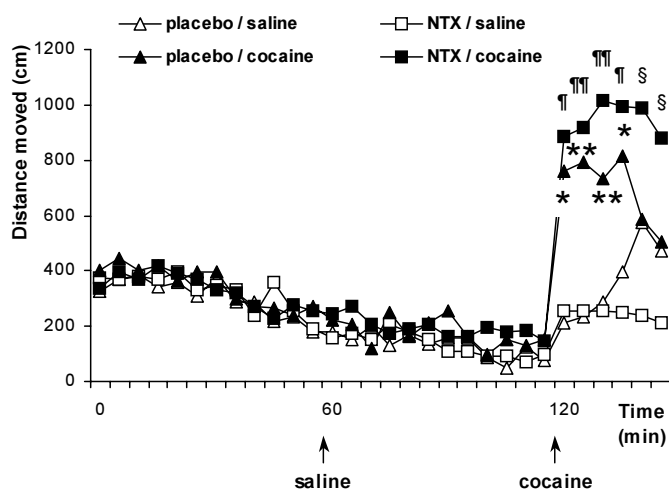 placebo / saline NTX / saline
placebo / cocaine NTX / cocaine
Distance moved (cm)
1200
1000
800
600
400
200
0
¶ ¶¶ ¶¶ ¶ § §
* ** ** *
0 60 120 Time
(min)
saline cocaine